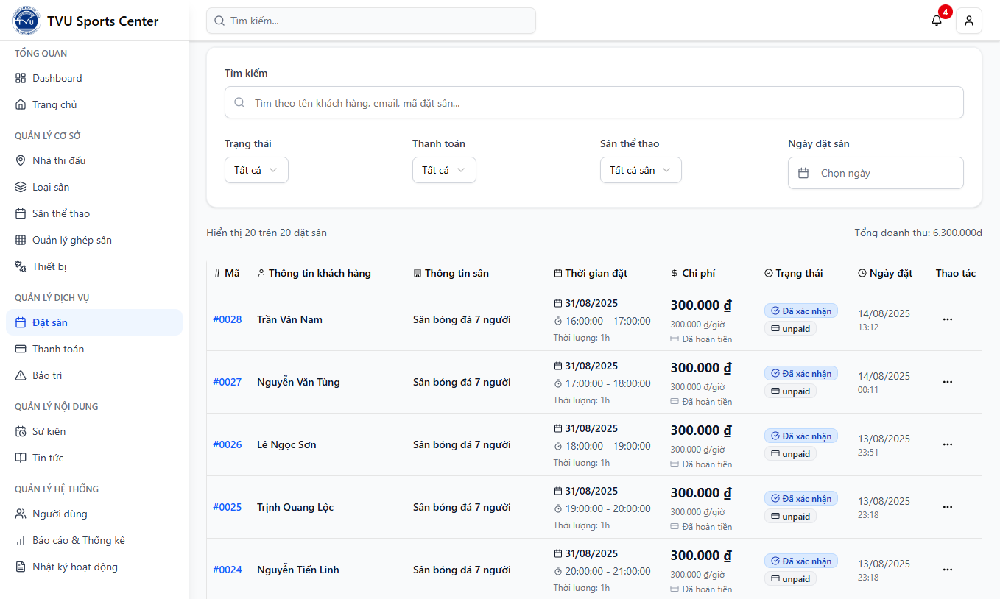 TVU
TVU Sports Center
Tìm kiếm...
4
TỔNG QUAN
Dashboard
Trang chủ
QUẢN LÝ CƠ SỞ
Nhà thi đấu
Loại sân
Sân thể thao
Quản lý ghép sân
Thiết bị
QUẢN LÝ DỊCH VỤ
Đặt sân
Thanh toán
Bảo trì
QUẢN LÝ NỘI DUNG
Sự kiện
Tin tức
QUẢN LÝ HỆ THỐNG
Người dùng
Báo cáo & Thống kê
Nhật ký hoạt động
Tìm kiếm
Tìm theo tên khách hàng, email, mã đặt sân...
Trạng thái
Thanh toán
Sân thể thao
Ngày đặt sân
Tất cả
Tất cả
Tất cả sân
Chọn ngày
Hiển thị 20 trên 20 đặt sân
Tổng doanh thu: 6.300.000đ
# Mã
Thông tin khách hàng
Thông tin sân
Thời gian đặt
$ Chi phí
Trạng thái
Ngày đặt
Thao tác
#0028
Trần Văn Nam
Sân bóng đá 7 người
31/08/2025
16:00:00 - 17:00:00
Thời lượng: 1h
300.000 ₫
300.000 ₫/giờ
Đã hoàn tiền
Đã xác nhận
unpaid
14/08/2025
13:12
...
#0027
Nguyễn Văn Tùng
Sân bóng đá 7 người
31/08/2025
17:00:00 - 18:00:00
Thời lượng: 1h
300.000 ₫
300.000 ₫/giờ
Đã hoàn tiền
Đã xác nhận
unpaid
14/08/2025
00:11
...
#0026
Lê Ngọc Sơn
Sân bóng đá 7 người
31/08/2025
18:00:00 - 19:00:00
Thời lượng: 1h
300.000 ₫
300.000 ₫/giờ
Đã hoàn tiền
Đã xác nhận
unpaid
13/08/2025
23:51
...
#0025
Trịnh Quang Lộc
Sân bóng đá 7 người
31/08/2025
19:00:00 - 20:00:00
Thời lượng: 1h
300.000 ₫
300.000 ₫/giờ
Đã hoàn tiền
Đã xác nhận
unpaid
13/08/2025
23:18
...
#0024
Nguyễn Tiến Linh
Sân bóng đá 7 người
31/08/2025
20:00:00 - 21:00:00
Thời lượng: 1h
300.000 ₫
300.000 ₫/giờ
Đã hoàn tiền
Đã xác nhận
unpaid
13/08/2025
23:18
...